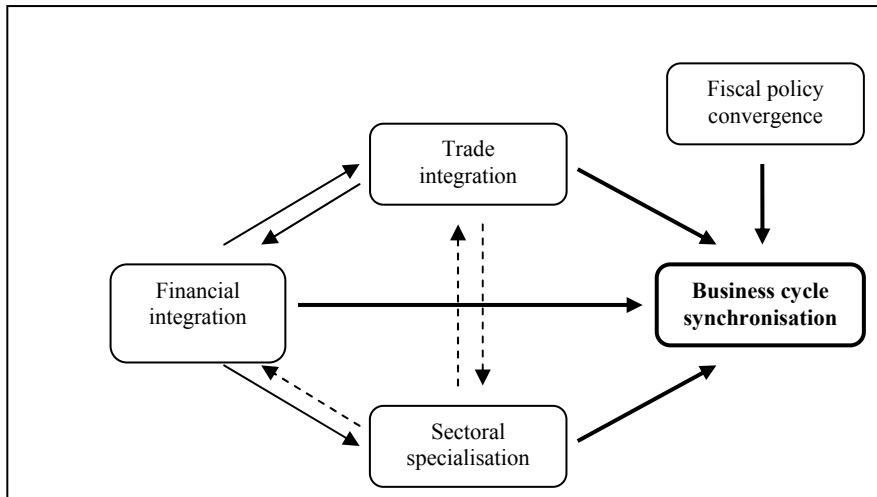 Fiscal policy
convergence
Trade
integration
Financial
integration
Business cycle
synchronisation
Sectoral
specialisation